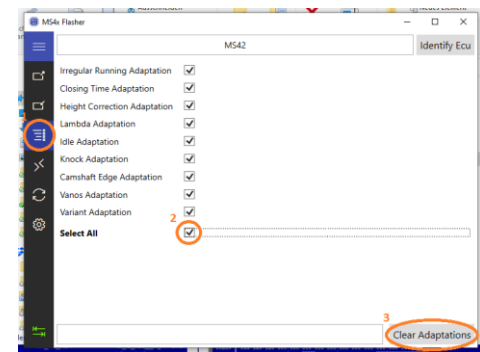 MS4x Flasher
MS42
Identify Ecu
Irregular Running Adaptation
Closing Time Adaptation
Height Correction Adaptation
Lambda Adaptation
Idle Adaptation
Knock Adaptation
Camshaft Edge Adaptation
Vanos Adaptation
Variant Adaptation
2
Select All
3
Clear Adaptations